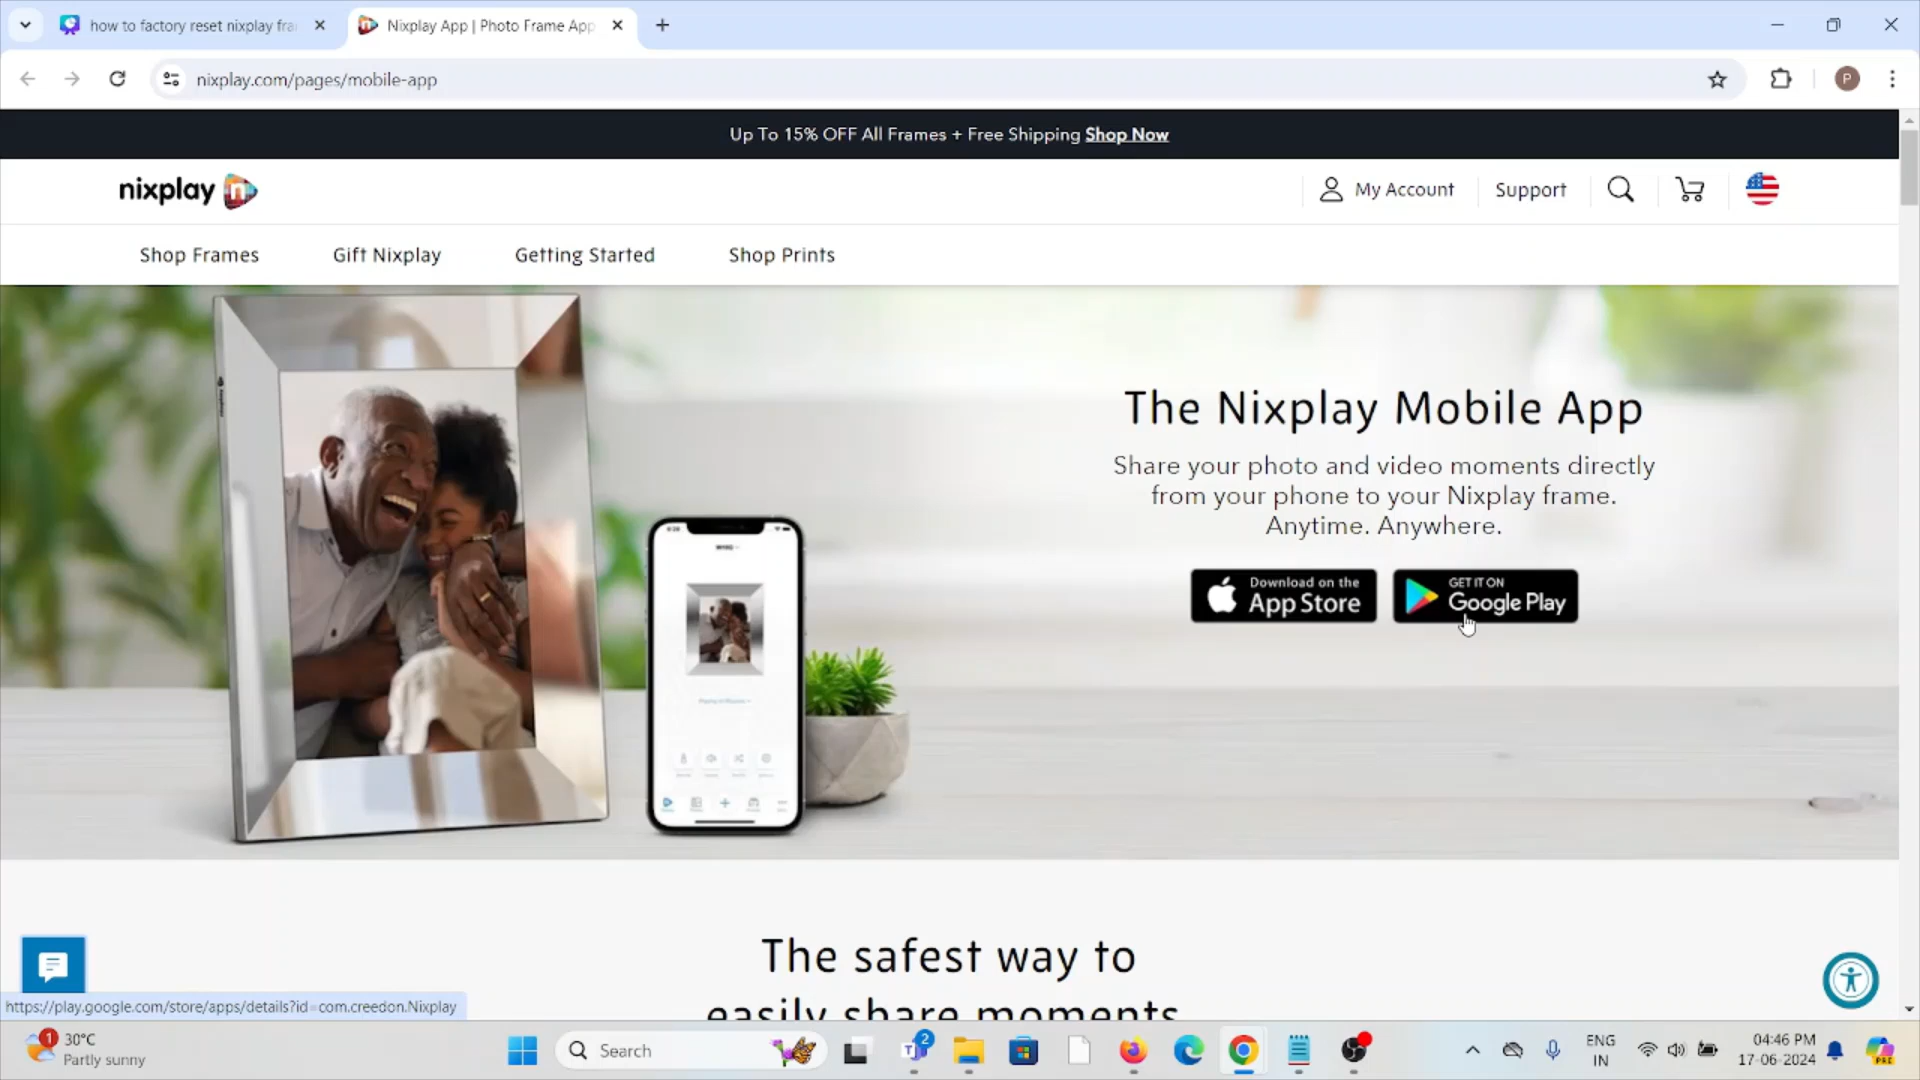 how to factory reset nixplay fra
Nixplay App | Photo Frame App
nixplay.com/pages/mobile-app
P
Up To 15% OFF All Frames + Free Shipping Shop Now
nixplay
My Account
Support
Shop Frames
Gift Nixplay
Getting Started
Shop Prints
The Nixplay Mobile App
Share your photo and video moments directly
from your phone to your Nixplay frame.
Anytime. Anywhere.
Download on the
App Store
GET IT ON
Google Play
The safest way to
easily share moments
https://play.google.com/store/apps/details?id=com.creedon.Nixplay
1
30°C
Partly sunny
Search
2
ENG
IN
04:46 PM
17-06-2024
PRE